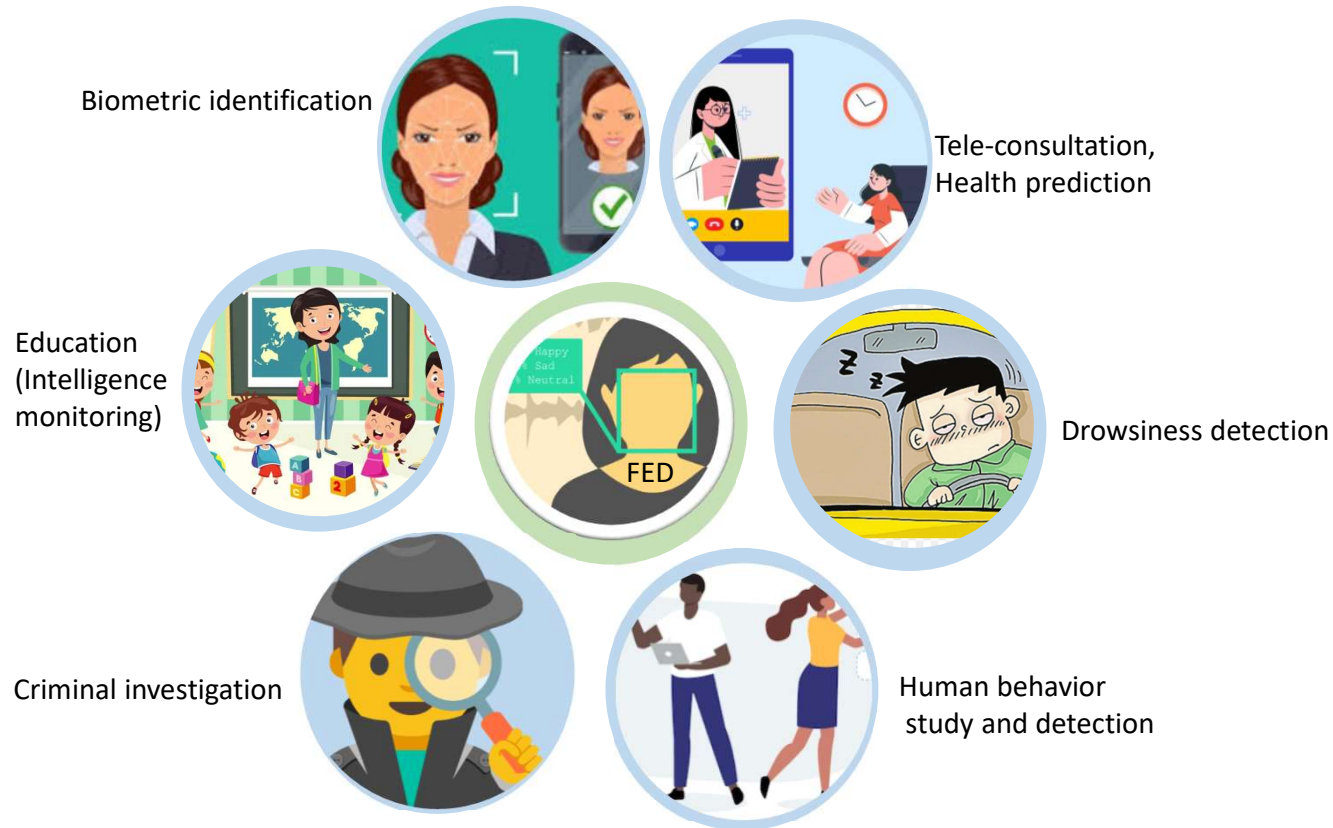 Biometric identification
Tele-consultation,
Health prediction
Education
(Intelligence
monitoring)
Happy
% Sad
% Neutral
FED
Z
Z
Drowsiness detection
A
B
C
2
Criminal investigation
Human behavior
study and detection